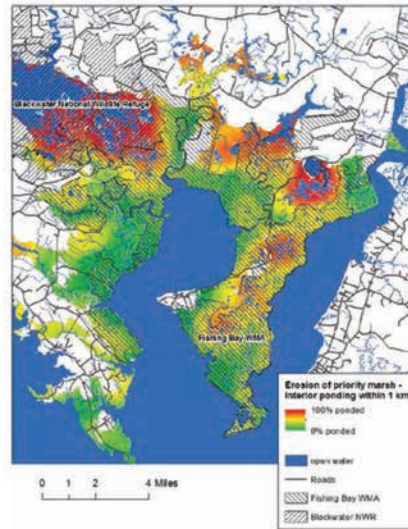 Blackwater National Wildlife Refuge
Fishing Bay WMA
Erosion of priority marsh -
Interior ponding within 1 km
100% ponded
0% ponded
open water
Roads
Fishing Bay WMA
Blackwater NWR
0 1 2 4 Miles